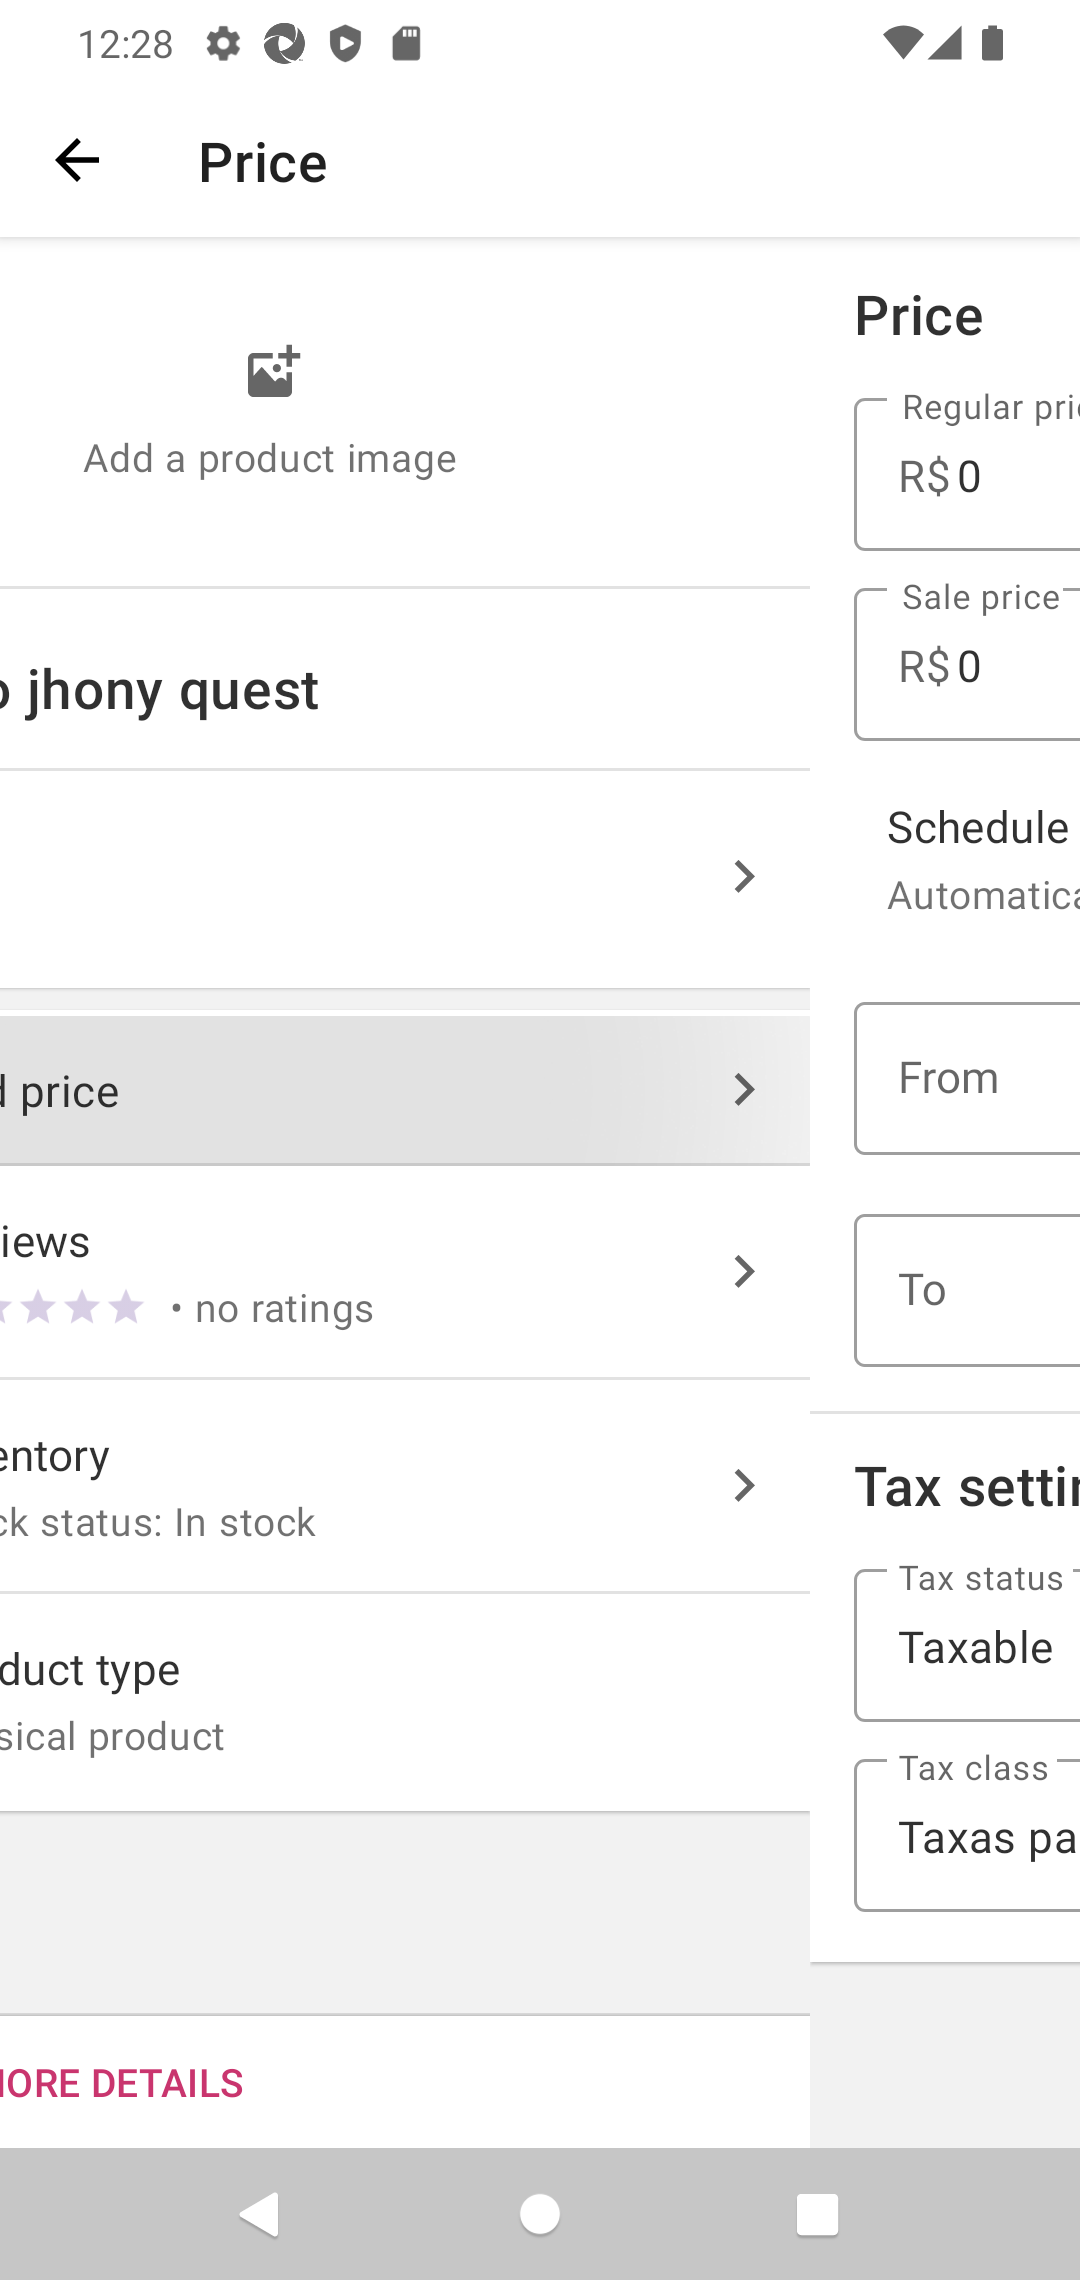 12:28
Price
Add a product image
jhony quest
price
iews
• no ratings
entory
ck status: In stock
duct type
sical product
ORE DETAILS
Price
Regular pri
R$ 0
Sale price
R$ 0
Schedule
Automatica
From
To
Tax settin
Tax status
Taxable
Tax class
Taxas pa